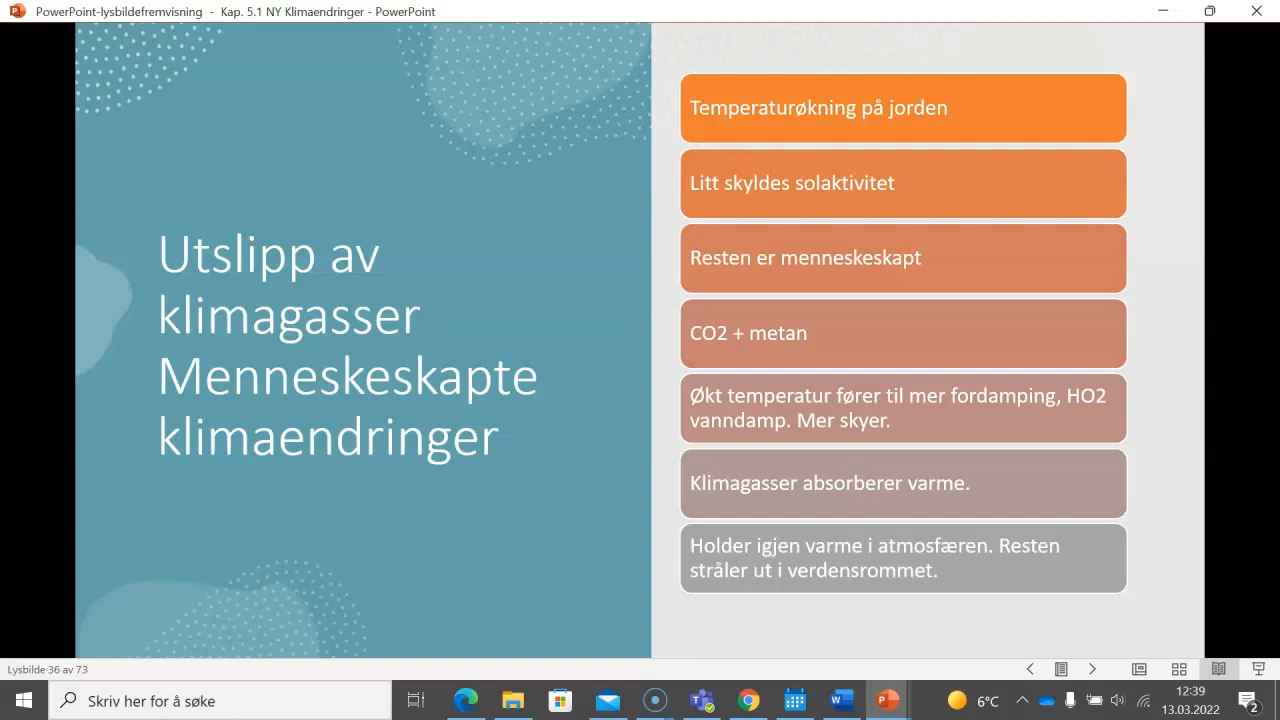 PowerPoint-lysbildefremvisning - Kap. 5.1 NY Klimaendringer - PowerPoint
Utslipp av
klimagasser
Menneskeskapte
klimaendringer
Temperaturøkning på jorden
Litt skyldes solaktivitet
Resten er menneskeskapt
CO2 + metan
Økt temperatur fører til mer fordamping, HO2
vanndamp. Mer skyer.
Klimagasser absorberer varme.
Holder igjen varme i atmosfæren. Resten
stråler ut i verdensrommet.
Lysbilde 36 av 73
Skriv her for å søke
6°C
12:39
13.03.2022
2